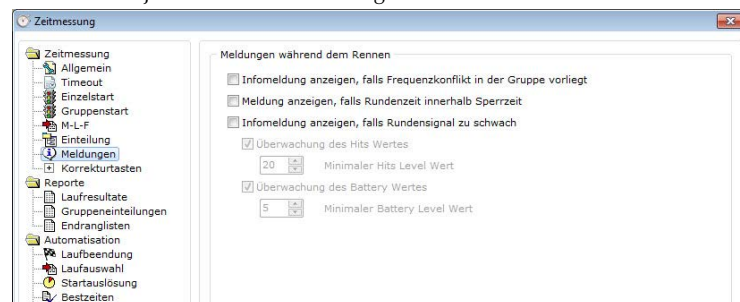 Zeitmessung
Zeitmessung
Allgemein
Timeout
Einzelstart
Gruppenstart
M-L-F
Einteilung
Meldungen
Korrekturtasten
Reporte
Laufresultate
Gruppeneinteilungen
Endranglisten
Automatisation
Laufbeendung
Laufauswahl
Startauslösung
Bestzeiten
Meldungen während dem Rennen
Infomeldung anzeigen, falls Frequenzkonflikt in der Gruppe vorliegt
Meldung anzeigen, falls Rundenzeit innerhalb Sperrzeit
Infomeldung anzeigen, falls Rundensignal zu schwach
Überwachung des Hits Wertes
20 Minimaler Hits Level Wert
Überwachung des Battery Wertes
5 Minimaler Battery Level Wert